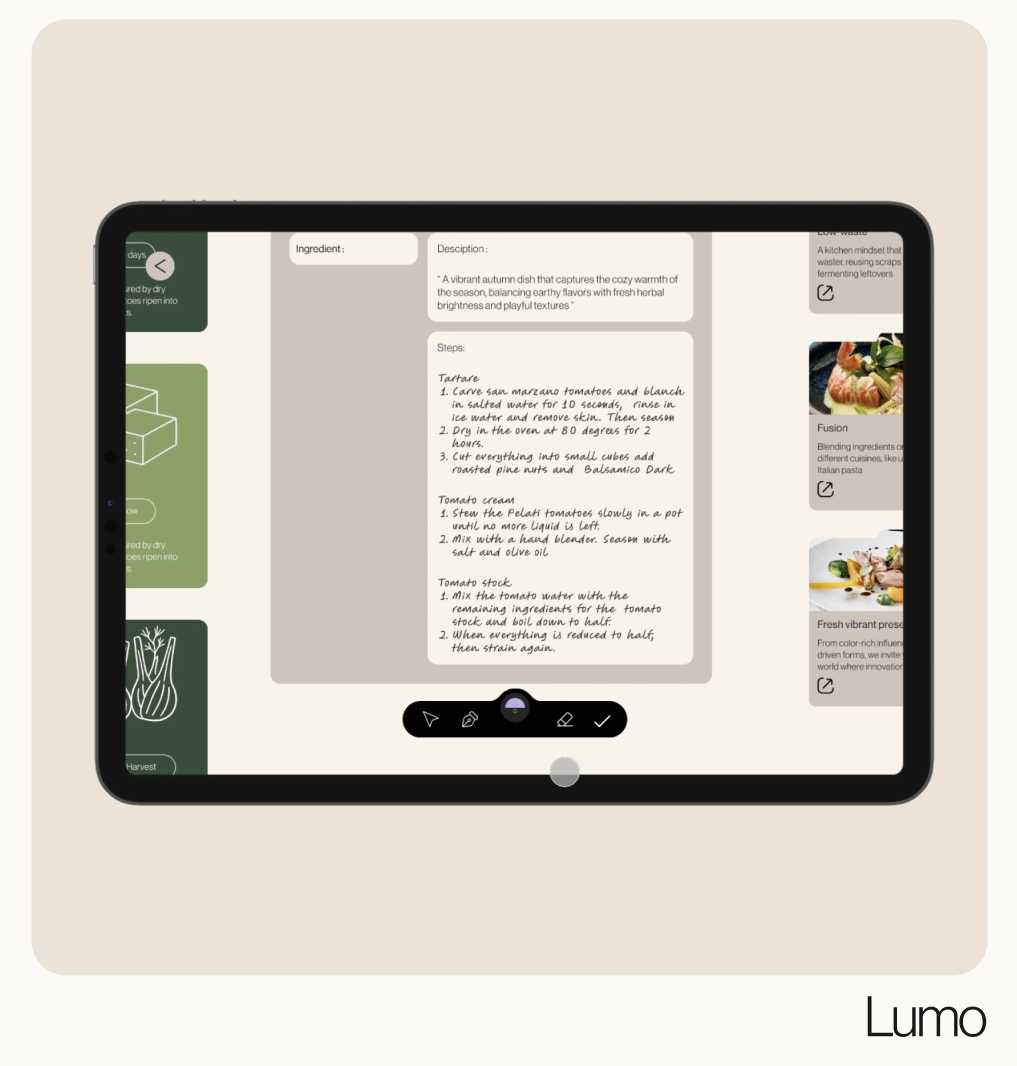 days
ured by dry
toes ripen into
s.
ow
ured by dry
toes ripen into
s.
Harvest
Ingredient :
Desciption :
" A vibrant autumn dish that captures the cozy warmth of
the season, balancing earthy flavors with fresh herbal
brightness and playful textures "
Steps:
Tartare
1. Carve san marzano tomatoes and blanch
in salted water for 10 seconds, rinse in
ice water and remove skin. Then season
2. Dry in the oven at 80 degrees for 2
hours.
3. Cut everything into small cubes add
roasted pine nuts and Balsamico Dark
Tomato cream
1. Stew the Pelati tomatoes slowly in a pot
until no more liquid is left.
2. Mix with a hand blender. Season with
salt and olive oil
Tomato stock
1. Mix the tomato water with the
remaining ingredients for the tomato
stock and boil down to half.
2. When everything is reduced to half,
then strain again.
Low-waste
A kitchen mindset that
waster, reusing scraps
fermenting leftovers
Fusion
Blending ingredients o
different cuisines, like u
Italian pasta
Fresh vibrant prese
From color-rich influen
driven forms, we invite
world where innovation
Lumo